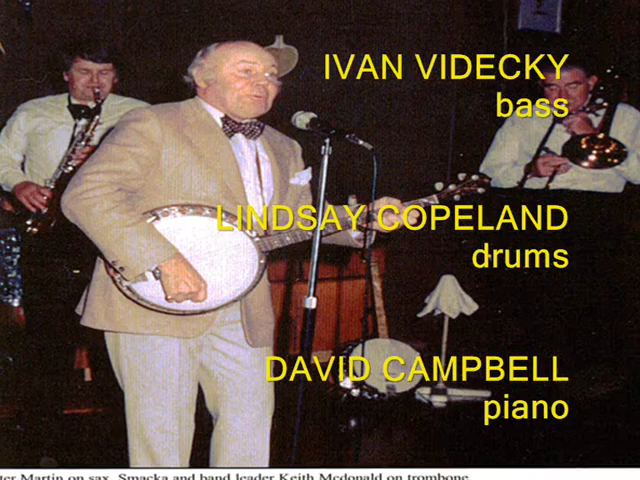 IVAN VIDECKY
bass
LINDSAY COPELAND
drums
DAVID CAMPBELL
piano
Martin on sax, Smacka and band leader Keith Mcdonald on trombone